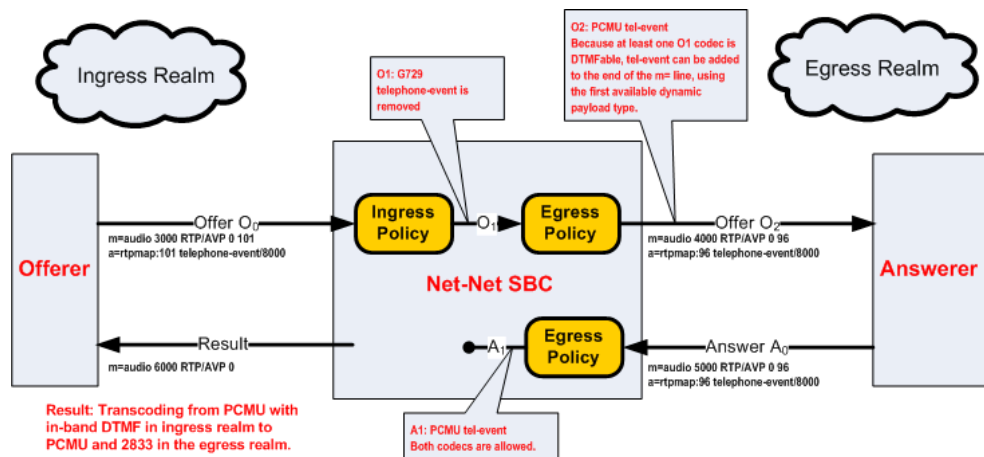 Ingress Realm
Egress Realm
O1: G729
telephone-event is
removed
O2: PCMU tel-event
Because at least one O1 codec is
DTMFable, tel-event can be added
to the end of the m= line, using
the first available dynamic
payload type.
Offerer
Offer O0
m=audio 3000 RTP/AVP 0 101
a=rtpmap:101 telephone-event/8000
Ingress
Policy
O1
Egress
Policy
Offer O2
m=audio 4000 RTP/AVP 0 96
a=rtpmap:96 telephone-event/8000
Answerer
Net-Net SBC
Result
m=audio 6000 RTP/AVP 0
A1
Egress
Policy
Answer A0
m=audio 5000 RTP/AVP 0 96
a=rtpmap:96 telephone-event/8000
Result: Transcoding from PCMU with
in-band DTMF in ingress realm to
PCMU and 2833 in the egress realm.
A1: PCMU tel-event
Both codecs are allowed.